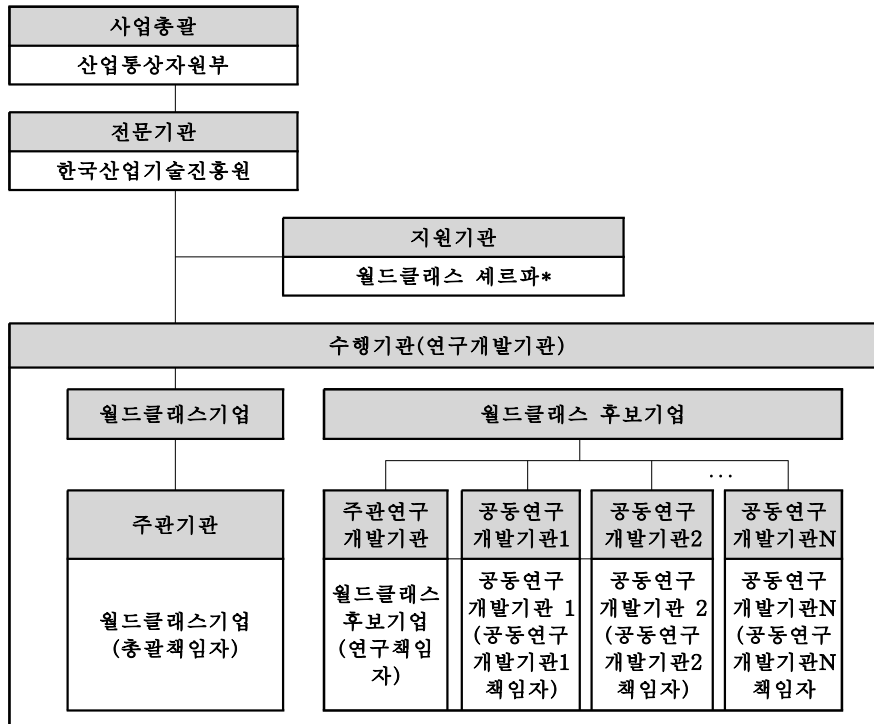 사업총괄
산업통상자원부
전문기관
한국산업기술진흥원
지원기관
월드클래스 셰르파*
수행기관(연구개발기관)
월드클래스기업
월드클래스 후보기업
...
주관기관
월드클래스기업
(총괄책임자)
주관연구
개발기관
월드클래스
후보기업
(연구책임
자)
공동연구
개발기관1
공동연구
개발기관 1
(공동연구
개발기관1
책임자)
공동연구
개발기관2
공동연구
개발기관 2
(공동연구
개발기관2
책임자)
공동연구
개발기관N
공동연구
개발기관N
(공동연구
개발기관N
책임자